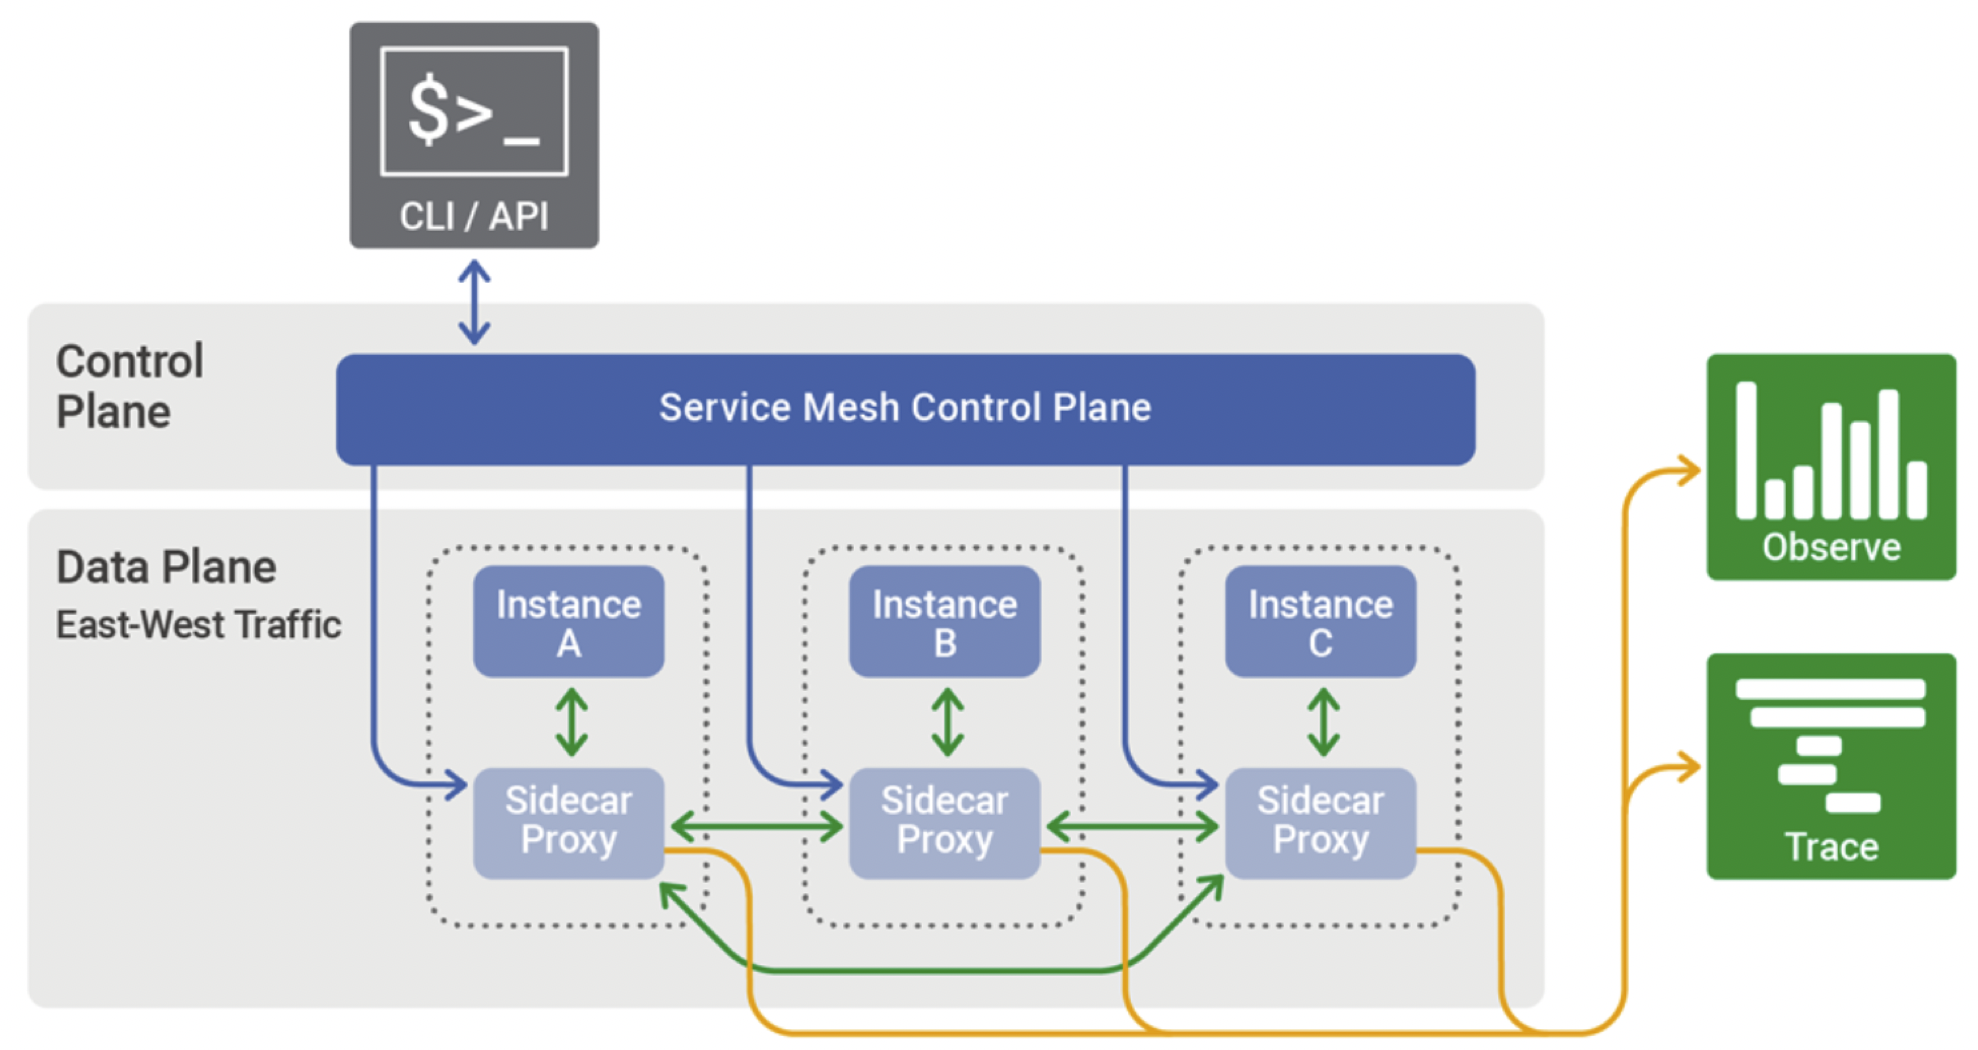 $>_
CLI / API
Control
Plane
Service Mesh Control Plane
Data Plane
East-West Traffic
Instance
A
Instance
B
Instance
C
Sidecar
Proxy
Sidecar
Proxy
Sidecar
Proxy
Observe
Trace